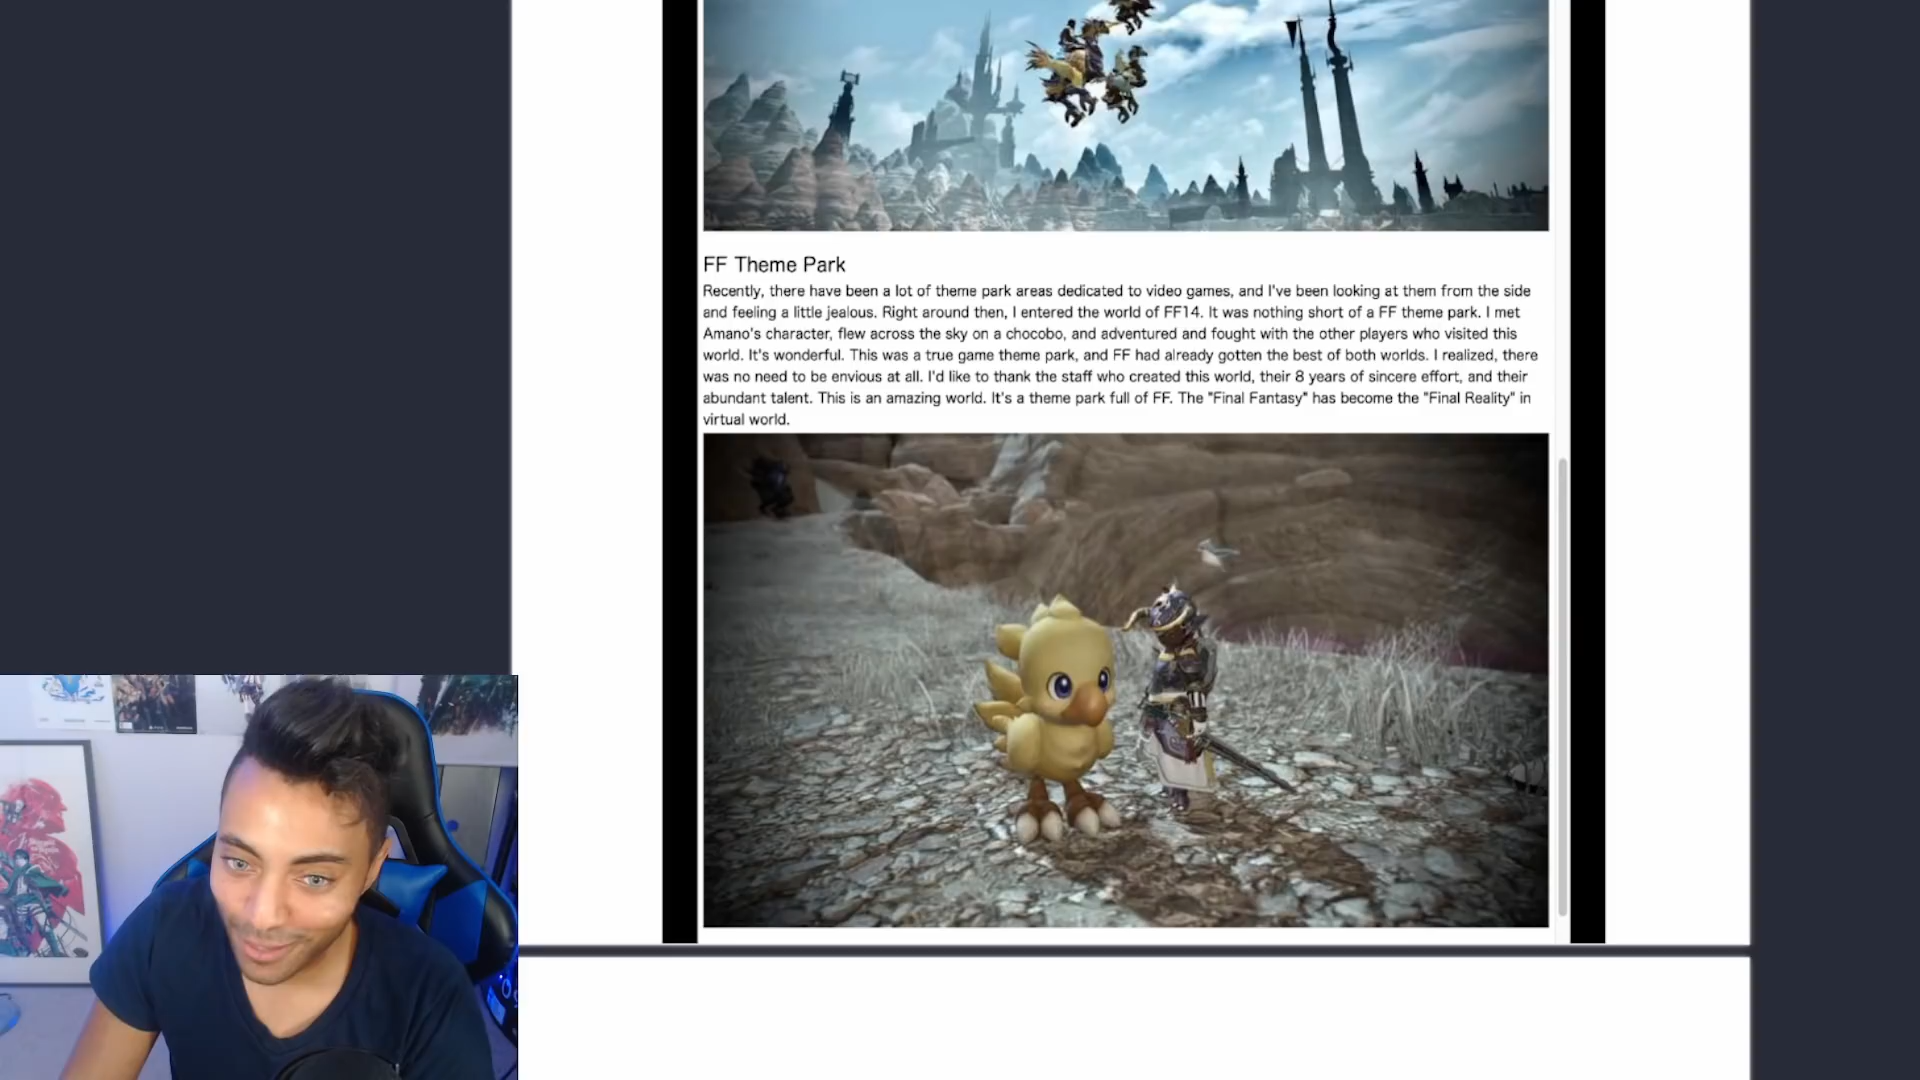 FF Theme Park
Recently, there have been a lot of theme park areas dedicated to video games, and I've been looking at them from the side
and feeling a little jealous. Right around then, I entered the world of FF14. It was nothing short of a FF theme park. I met
Amano's character, flew across the sky on a chocobo, and adventured and fought with the other players who visited this
world. It's wonderful. This was a true game theme park, and FF had already gotten the best of both worlds. I realized, there
was no need to be envious at all. I'd like to thank the staff who created this world, their 8 years of sincere effort, and their
abundant talent. This is an amazing world. It's a theme park full of FF. The "Final Fantasy" has become the "Final Reality" in
virtual world.